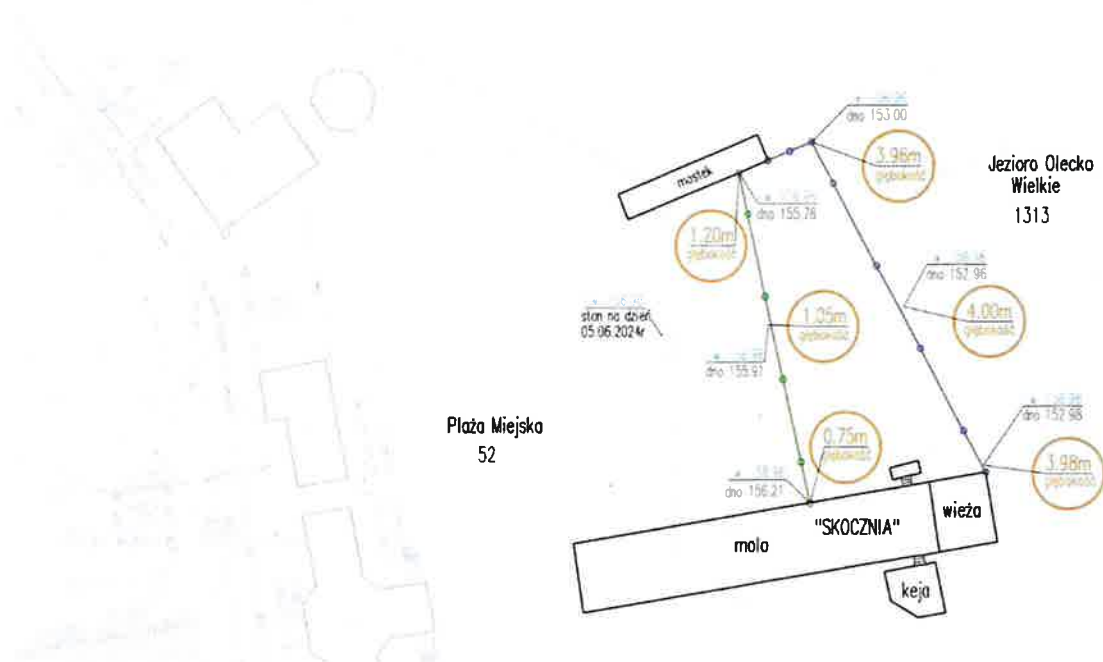 dno 153.00
3.96m
głębokość
Jezioro Olecko
Wielkie
1313
mostek
dno 155.78
1.20m
głębokość
dno 152.96
4.00m
głębokość
stan na dzień
05.06.2024r
1.05m
głębokość
dno 155.91
Plaża Miejska
52
0.75m
głębokość
dno 156.21
dno 152.98
3.98m
głębokość
"SKOCZNIA"
wieża
molo
keja